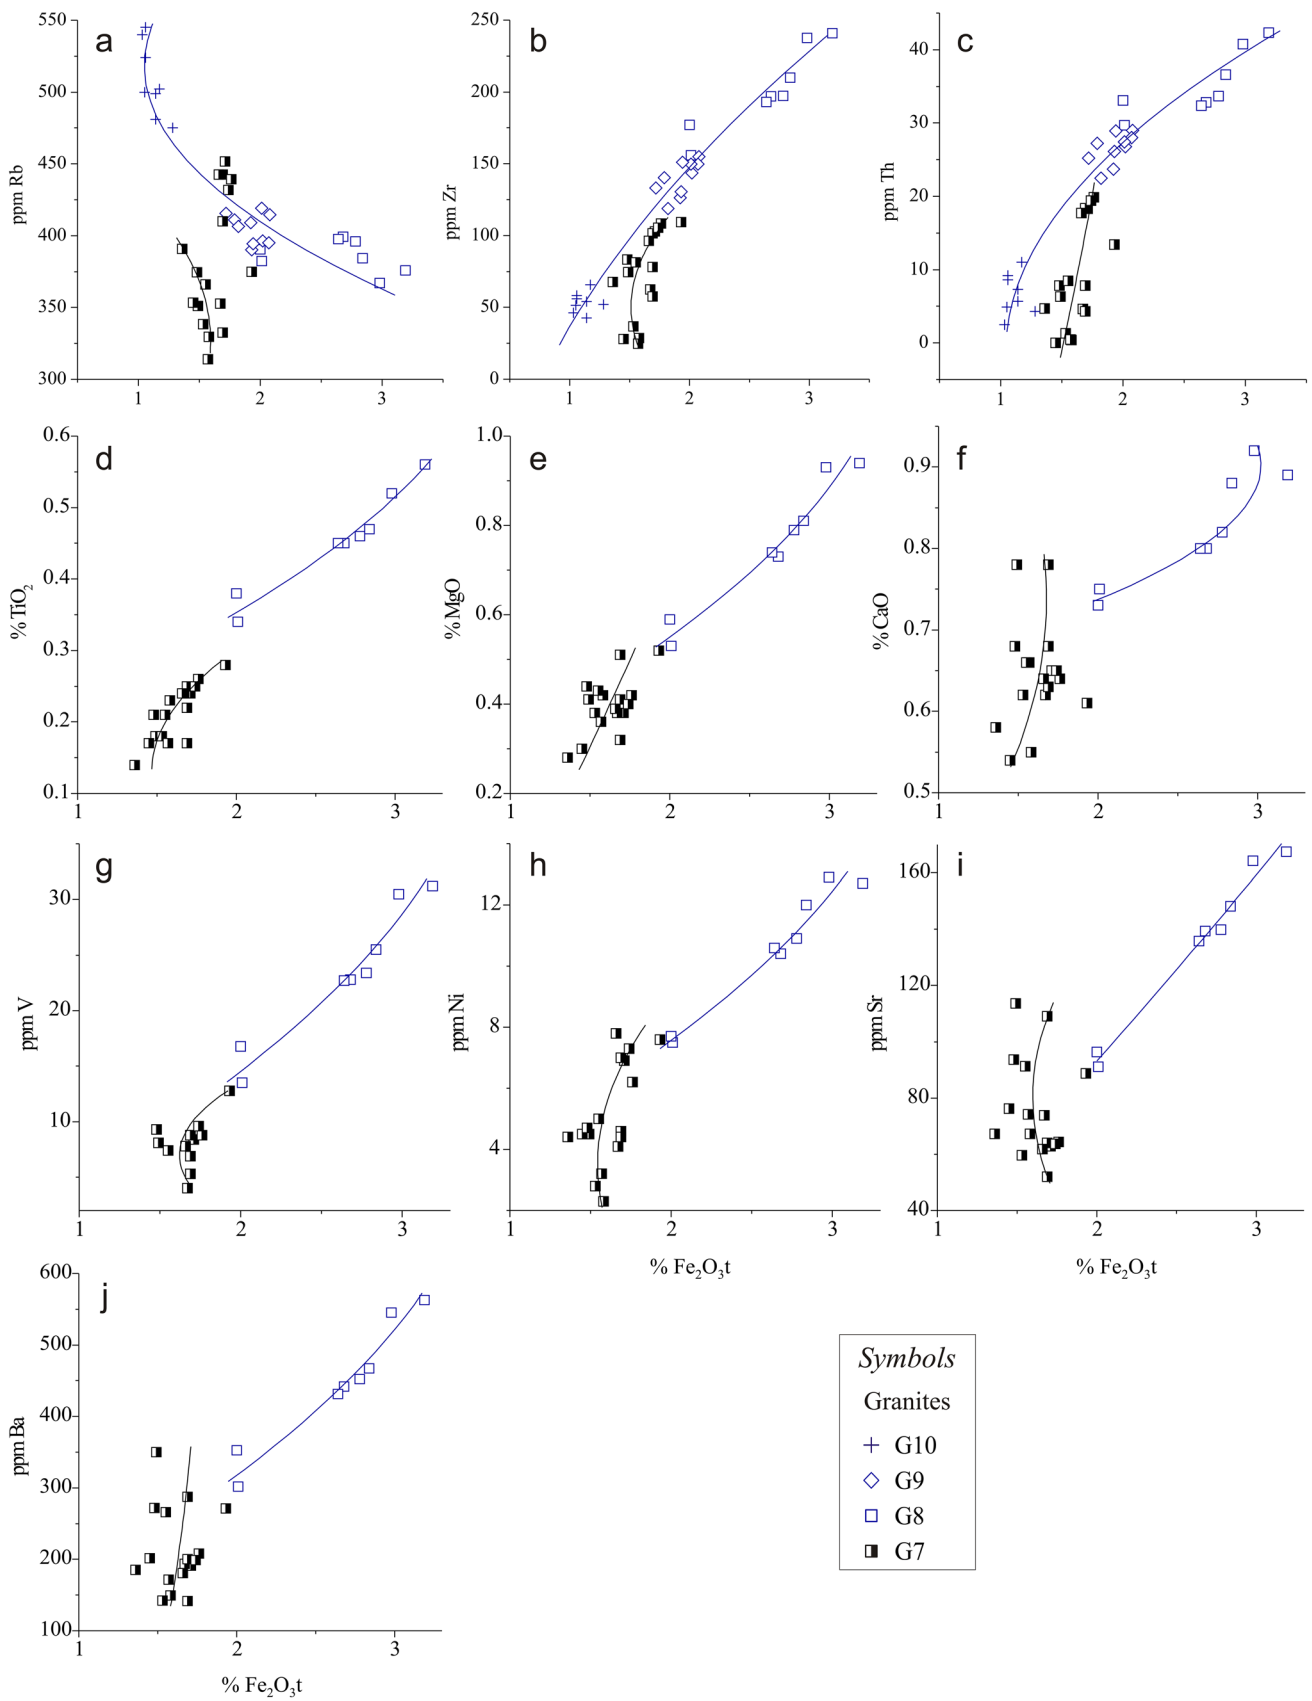 a
ppm Rb
550
500
450
400
350
300
1
2
3
b
ppm Zr
250
200
150
100
50
0
1
2
3
c
ppm Th
40
30
20
10
0
1
2
3
d
% TiO₂
0.6
0.5
0.4
0.3
0.2
0.1
1
2
3
e
% MgO
1.0
0.8
0.6
0.4
0.2
1
2
3
f
% CaO
0.9
0.8
0.7
0.6
0.5
1
2
3
g
ppm V
30
20
10
1
2
3
h
ppm Ni
12
8
4
1
2
3
% Fe₂O₃t
i
ppm Sr
160
120
80
40
1
2
3
% Fe₂O₃t
j
ppm Ba
600
500
400
300
200
100
1
2
3
% Fe₂O₃t
Symbols
Granites
G10
G9
G8
G7